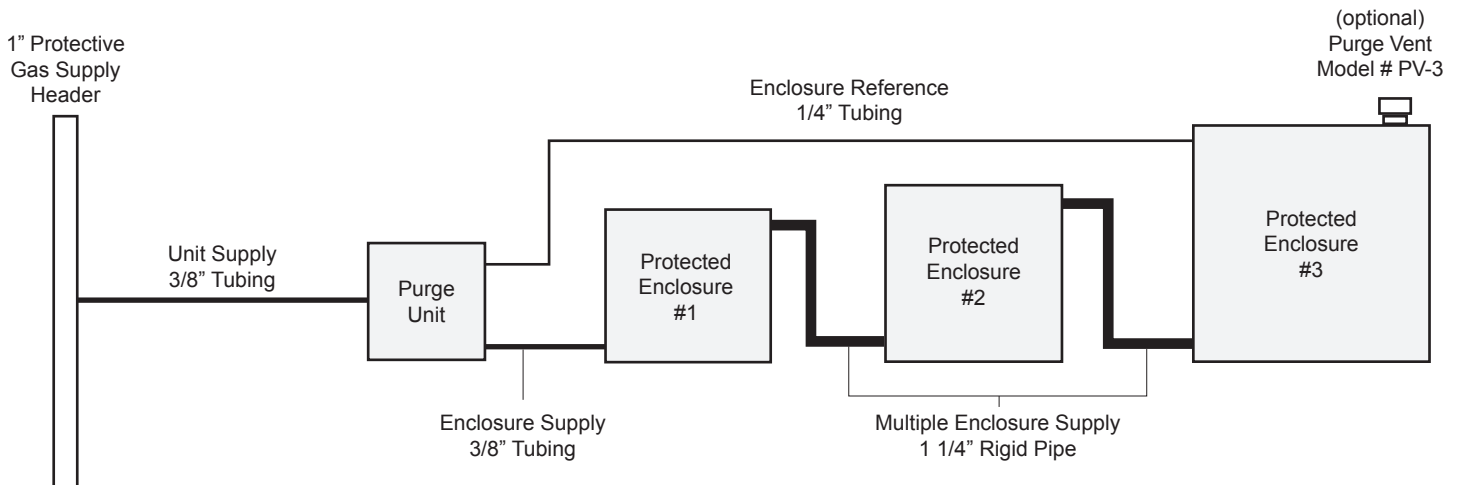 1” Protective
Gas Supply
Header
(optional)
Purge Vent
Model # PV-3
Enclosure Reference
1/4” Tubing
Unit Supply
3/8” Tubing
Purge
Unit
Protected
Enclosure
#1
Protected
Enclosure
#2
Protected
Enclosure
#3
Enclosure Supply
3/8” Tubing
Multiple Enclosure Supply
1 1/4” Rigid Pipe